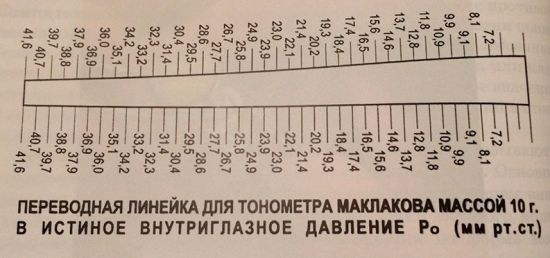 41,6 40,7 39,7 38,8 37,9 36,9 36,0 35,1 34,2 33,2 32,3 31,4 30,4 29,5 28,6 27,7 26,7 25,8 24,9 23,9 23,0 22,1 21,4 20,2 19,3 18,4 17,4 16,5 15,6 14,6 13,7 12,8 11,8 10,9 9,9 9,1 8,1 7,2
41,6 40,7 39,7 38,8 37,9 36,9 36,0 35,1 34,2 33,2 32,3 31,4 30,4 29,5 28,6 27,7 26,7 25,8 24,9 23,9 23,0 22,1 21,4 20,2 19,3 18,4 17,4 16,5 15,6 14,6 13,7 12,8 11,8 10,9 9,9 9,1 8,1 7,2
ПЕРЕВОДНАЯ ЛИНЕЙКА ДЛЯ ТОНОМЕТРА МАКЛАКОВА МАССОЙ 10 г.
В ИСТИНОЕ ВНУТРИГЛАЗНОЕ ДАВЛЕНИЕ Ро (мм рт.ст.)